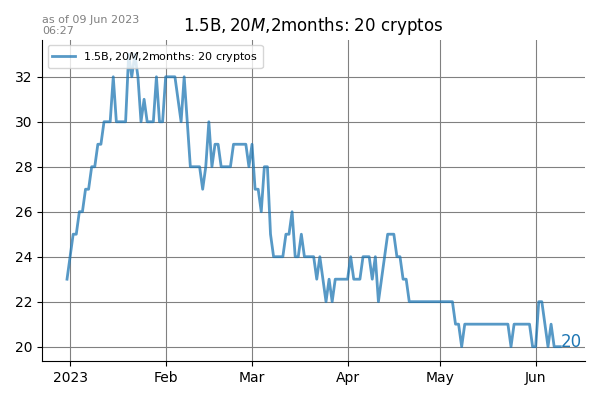 as of 09 Jun 2023
06:27
1.5B, 20M,2months: 20 cryptos
1.5B, 20M,2months: 20 cryptos
32
30
28
26
24
22
20
20
2023
Feb
Mar
Apr
May
Jun